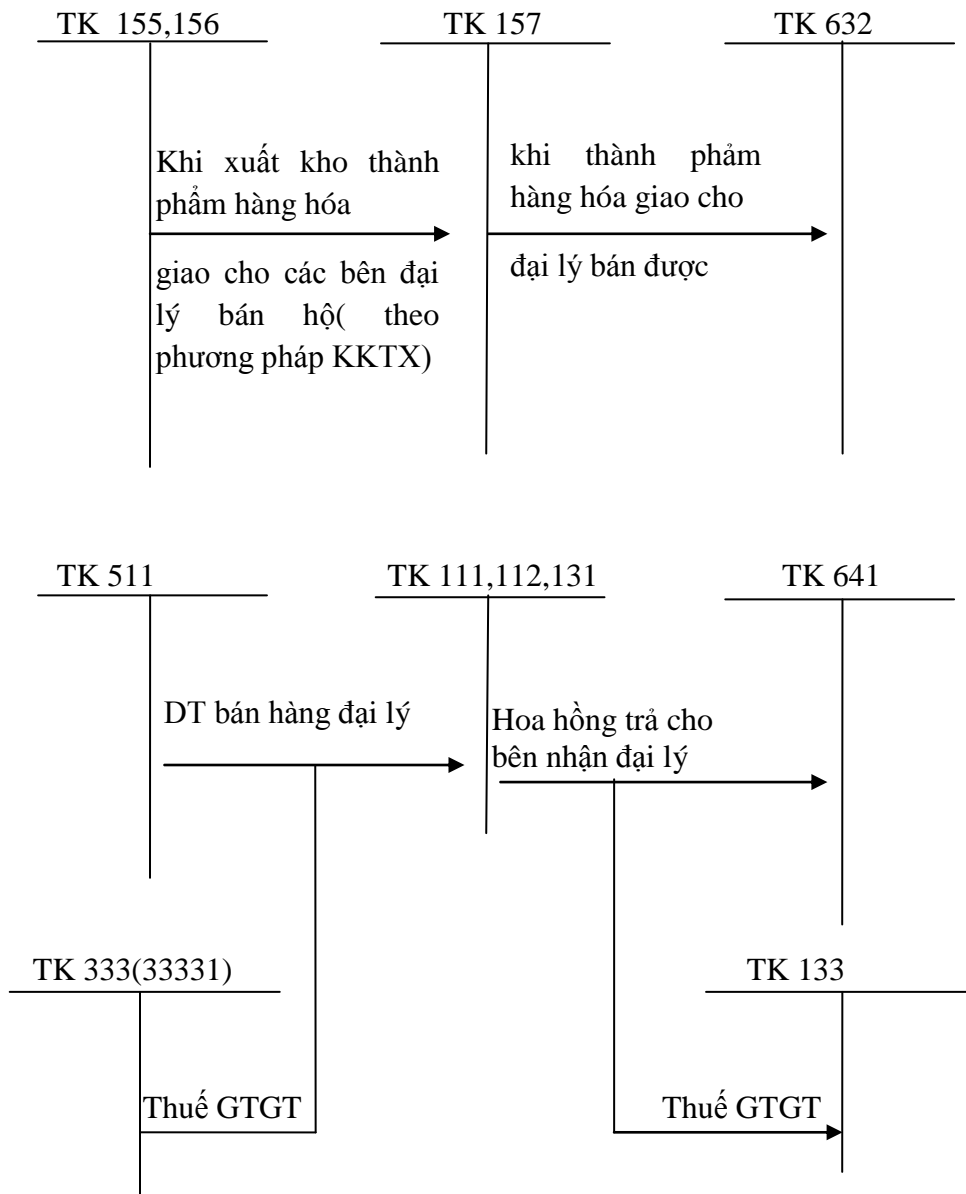 TK 155,156
TK 157
TK 632
Khi xuất kho thành
phẩm hàng hóa
giao cho các bên đại
lý bán hộ( theo
phương pháp KKTX)
khi thành phảm
hàng hóa giao cho
đại lý bán được
TK 511
TK 111,112,131
TK 641
DT bán hàng đại lý
Hoa hồng trả cho
bên nhận đại lý
TK 333(33331)
TK 133
Thuế GTGT
Thuế GTGT